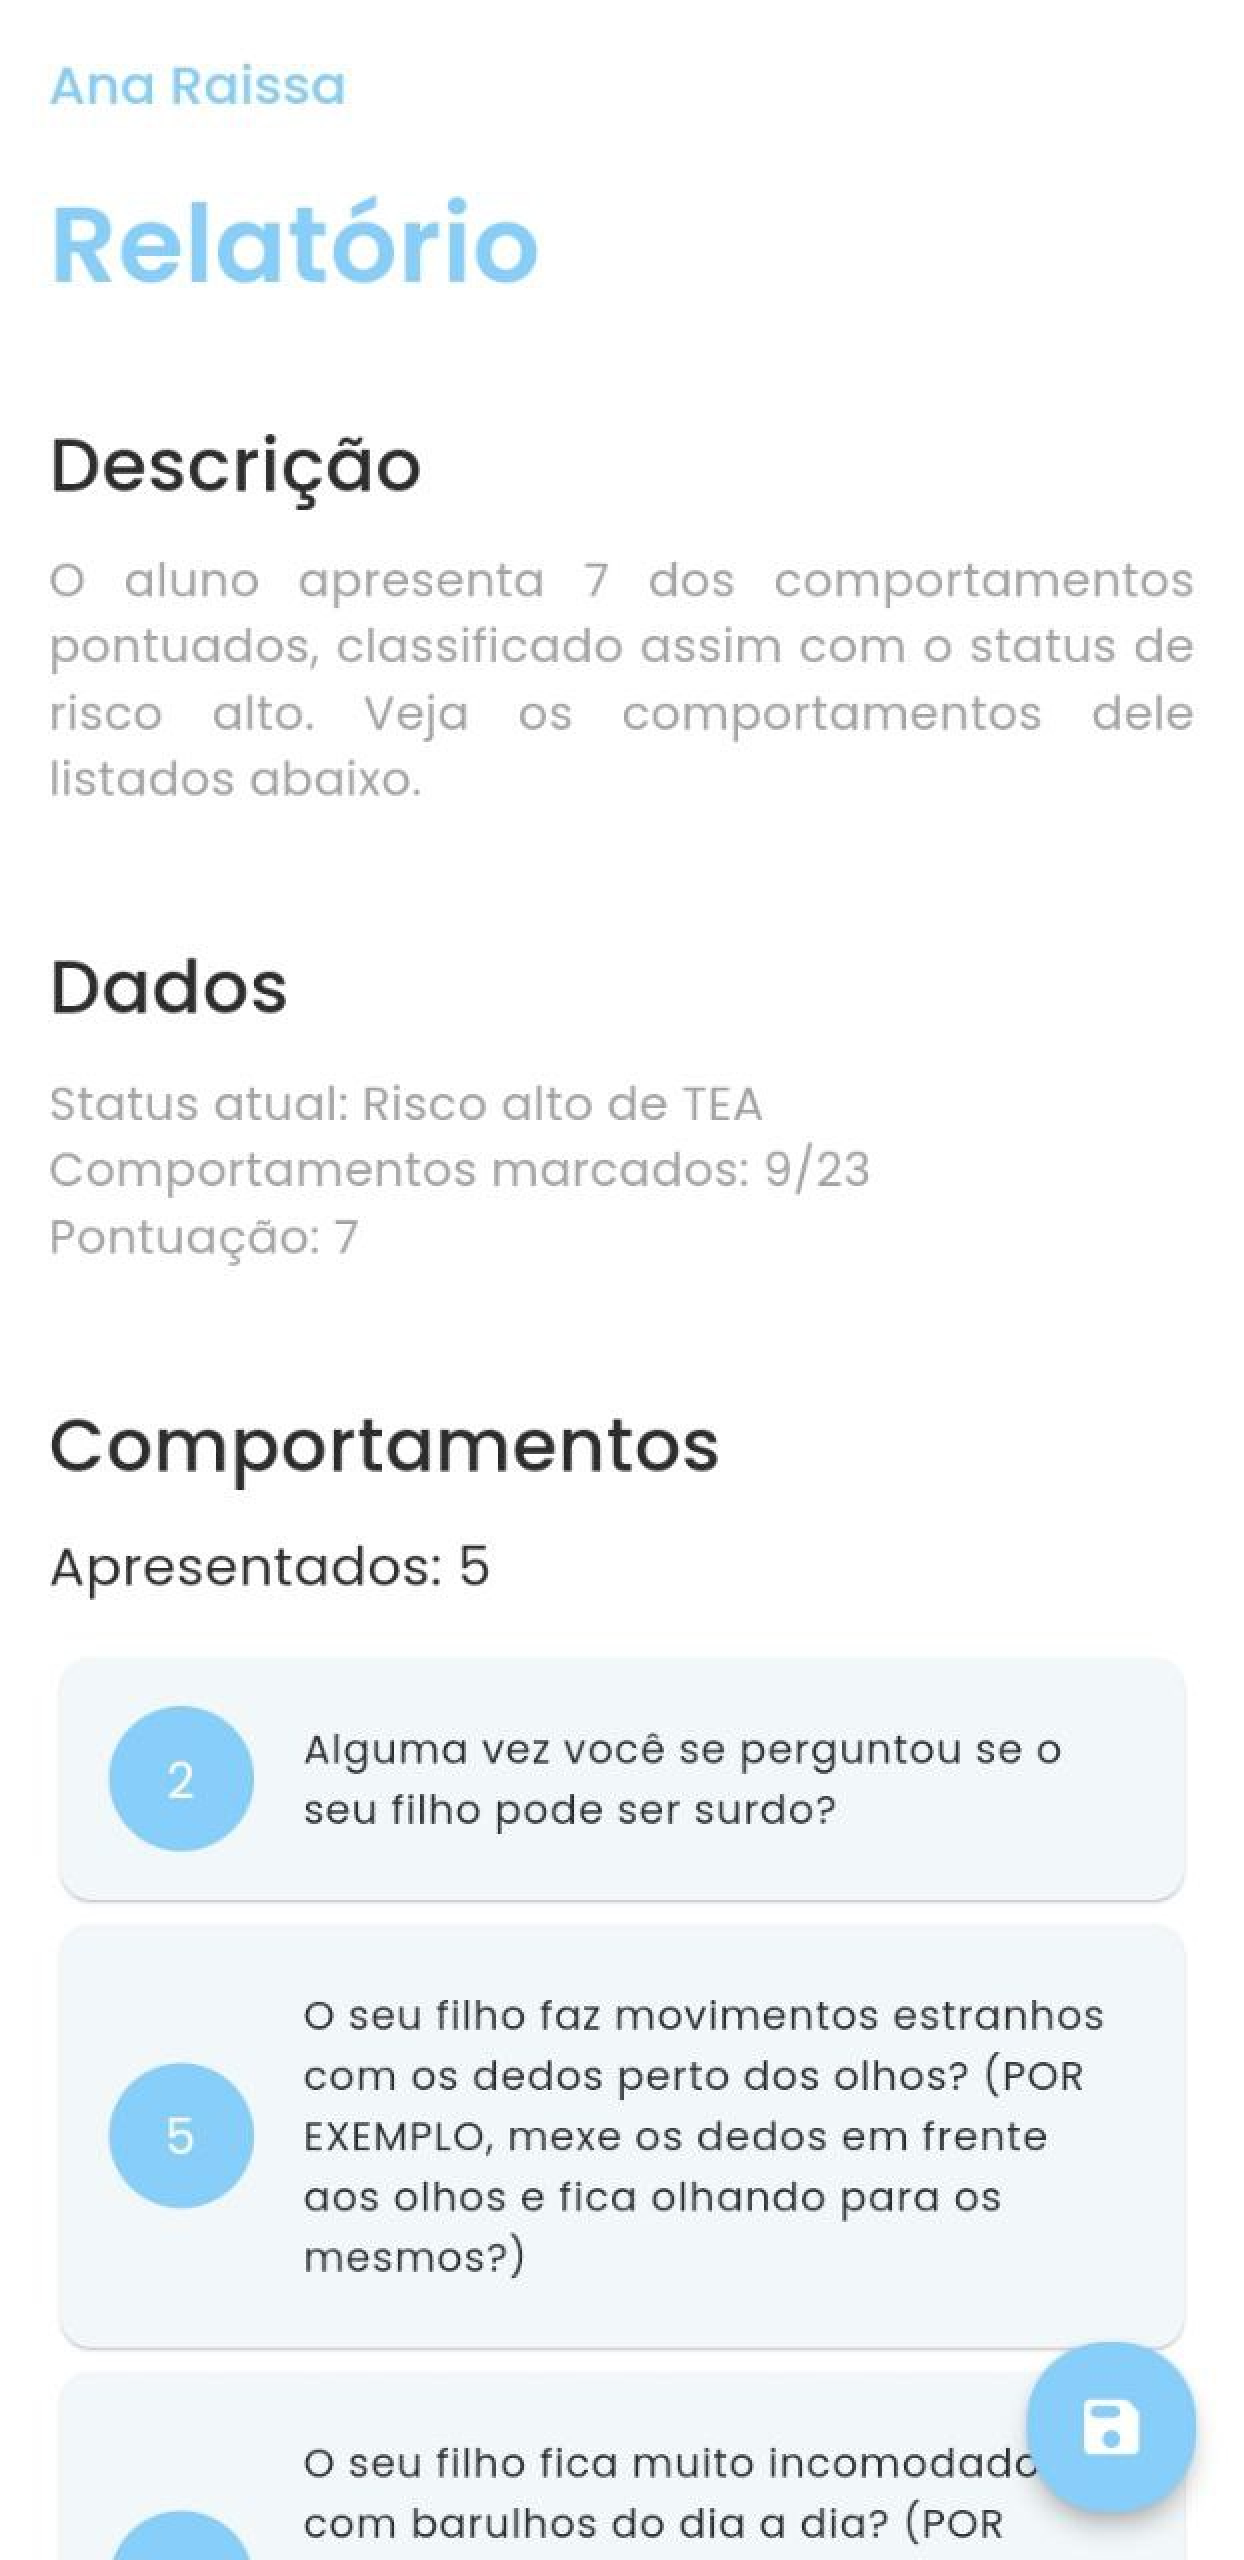 Ana Raissa
Relatório
Descrição
O aluno apresenta 7 dos comportamentos
pontuados, classificado assim com o status de
risco alto. Veja os comportamentos dele
listados abaixo.
Dados
Status atual: Risco alto de TEA
Comportamentos marcados: 9/23
Pontuação: 7
Comportamentos
Apresentados: 5
2
Alguma vez você se perguntou se o
seu filho pode ser surdo?
5
O seu filho faz movimentos estranhos
com os dedos perto dos olhos? (POR
EXEMPLO, mexe os dedos em frente
aos olhos e fica olhando para os
mesmos?)
O seu filho fica muito incomodado
com barulhos do dia a dia? (POR